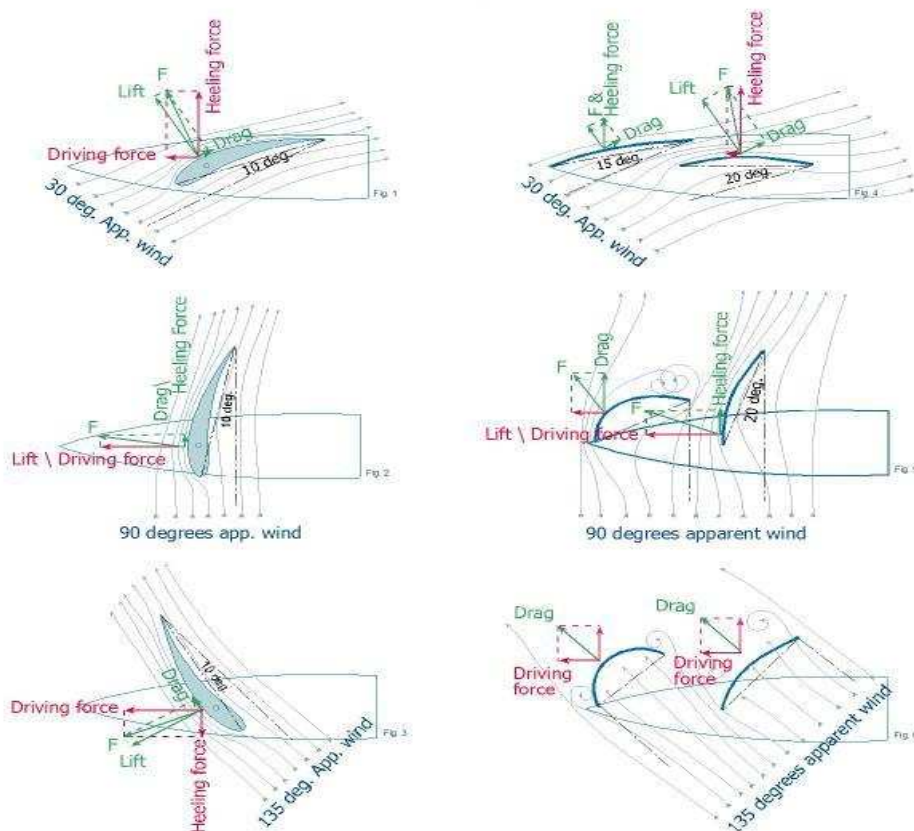 Heeling force
F
Lift
Drag
Driving force
10 deg.
30 deg. App. wind
Fig. 1
Heeling force
F &
Heeling force
F
Lift
Drag
Drag
15 deg.
20 deg.
30 deg. App. wind
Fig. 4
Drag\
Heeling Force
F
10 deg.
Lift \ Driving force
Fig. 2
90 degrees app. wind
Drag
Heeling force
F
F
20 deg.
Lift \ Driving force
90 degrees apparent wind
10 deg.
Drag
Driving force
F
Lift
Heeling force
135 deg. App. wind
Fig. 3
Drag
Drag
Driving
force
Driving
force
135 degrees apparent wind